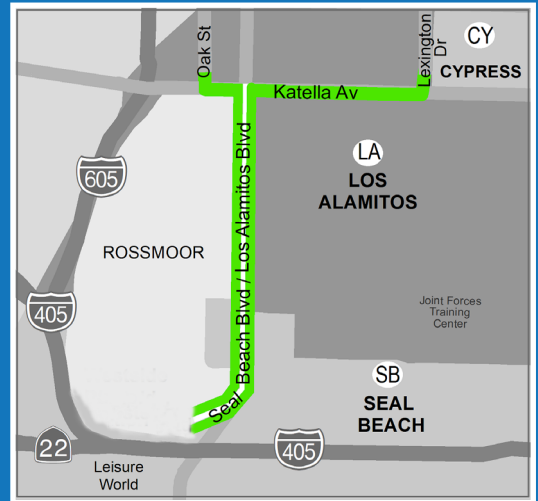 Oak St
Lexington
Dr
CY
CYPRESS
Katella Av
LA
LOS
ALAMITOS
605
ROSSMOOR
Seal Beach Blvd / Los Alamitos Blvd
405
Joint Forces
Training
Center
SB
SEAL
BEACH
22
405
Leisure
World